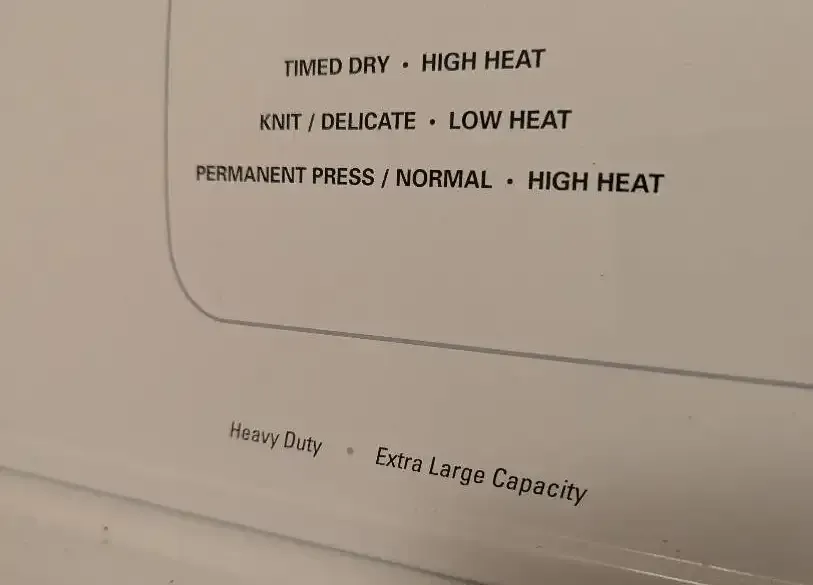 TIMED DRY • HIGH HEAT
KNIT / DELICATE • LOW HEAT
PERMANENT PRESS / NORMAL • HIGH HEAT
Heavy Duty • Extra Large Capacity